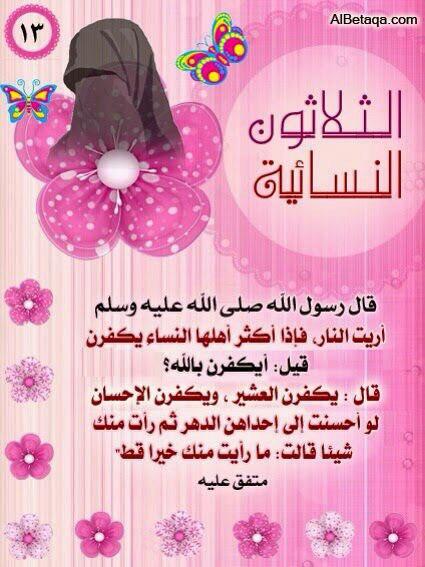 AlBetaqa.com
١٣
الثلاثون
النسائية
قال رسول الله صلى الله عليه وسلم
أريت النار، فإذا أكثر أهلها النساء يكفرن
قيل: أيكفرن بالله؟
قال : يكفرن العشير ، ويكفرن الإحسان
لو أحسنت إلى إحداهن الدهر ثم رأت منك
شيئا قالت: ما رأيت منك خيرا قط"
متفق عليه